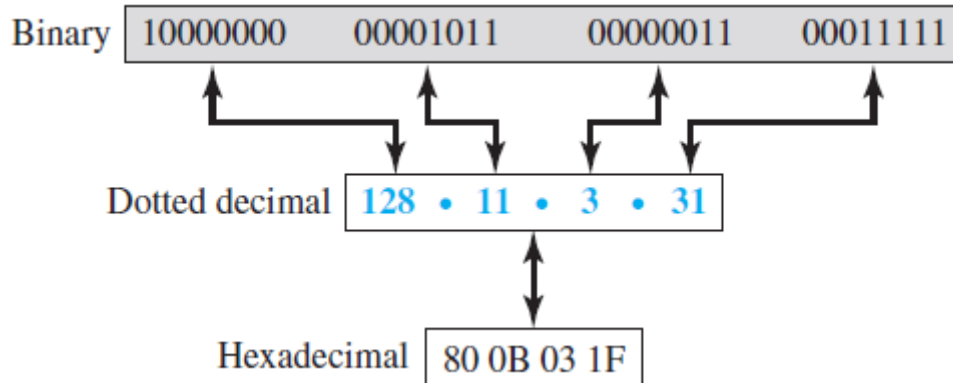 Binary 10000000 00001011 00000011 00011111
Dotted decimal 128 • 11 • 3 • 31
Hexadecimal 80 0B 03 1F